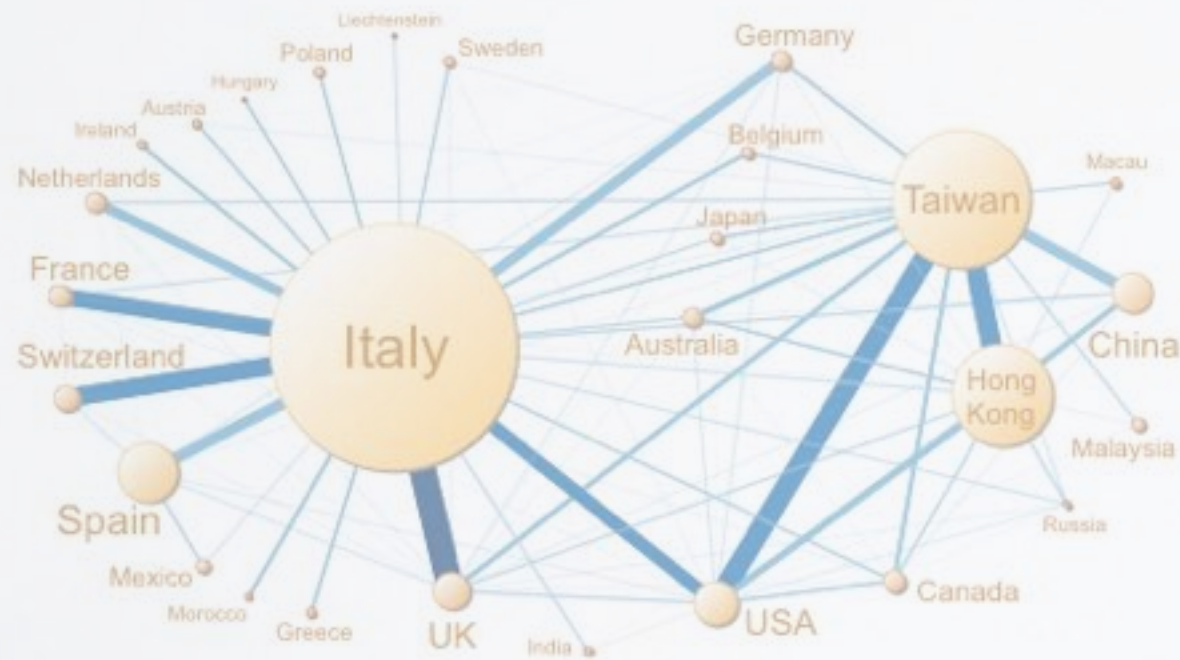 Liechtenstein
Sweden
Poland
Germany
Hungary
Austria
Ireland
Belgium
Netherlands
Macau
Taiwan
Japan
France
Italy
Australia
China
Switzerland
Hong
Kong
Malaysia
Spain
Russia
Mexico
Canada
Morocco
Greece
UK
USA
India